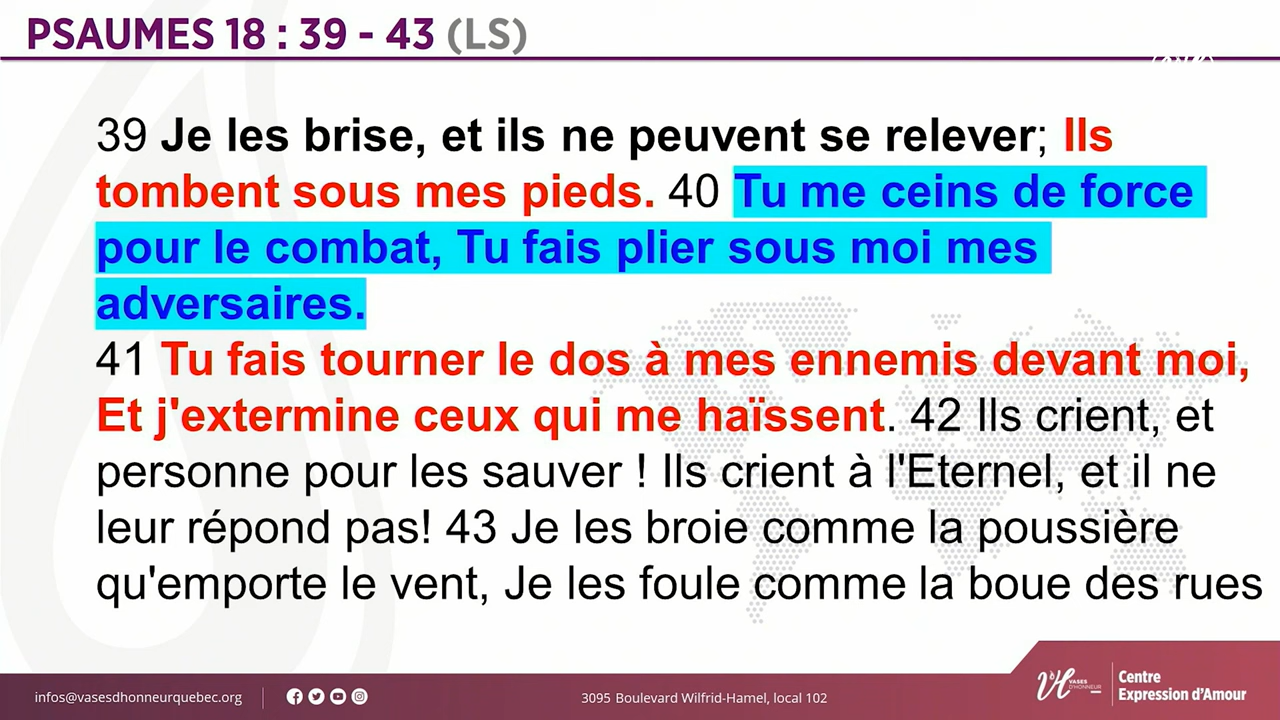 PSAUMES 18 : 39 - 43 (LS)
39 Je les brise, et ils ne peuvent se relever; Ils
tombent sous mes pieds. 40 Tu me ceins de force
pour le combat, Tu fais plier sous moi mes
adversaires.
41 Tu fais tourner le dos à mes ennemis devant moi,
Et j'extermine ceux qui me haïssent. 42 Ils crient, et
personne pour les sauver ! Ils crient à l'Eternel, et il ne
leur répond pas! 43 Je les broie comme la poussière
qu'emporte le vent, Je les foule comme la boue des rues
infos@vasesdhonneurquebec.org
3095 Boulevard Wilfrid-Hamel, local 102
VASES
D'HONNEUR
Centre
Expression d'Amour